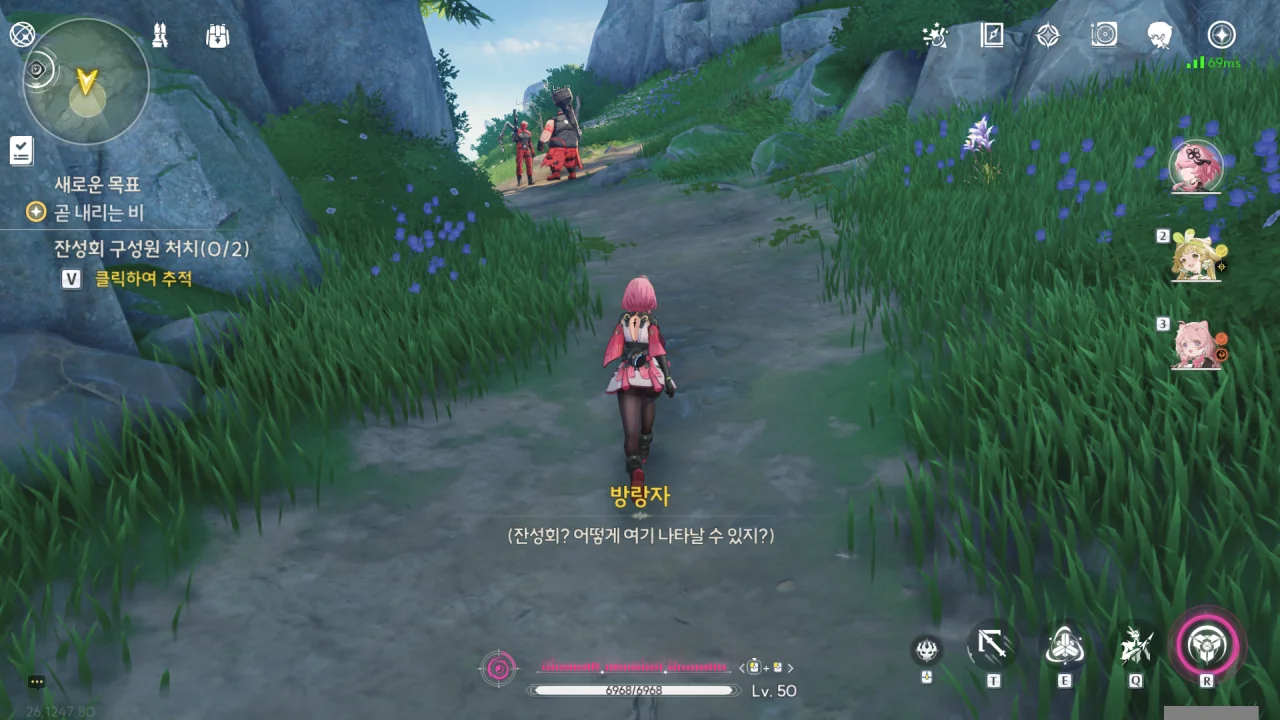 69ms
새로운 목표
곧 내리는 비
잔성회 구성원 처치(0/2)
V 클릭하여 추적
2
3
방랑자
(잔성회? 어떻게 여기 나타날 수 있지?)
6968/6968
Lv. 50
T
E
Q
R